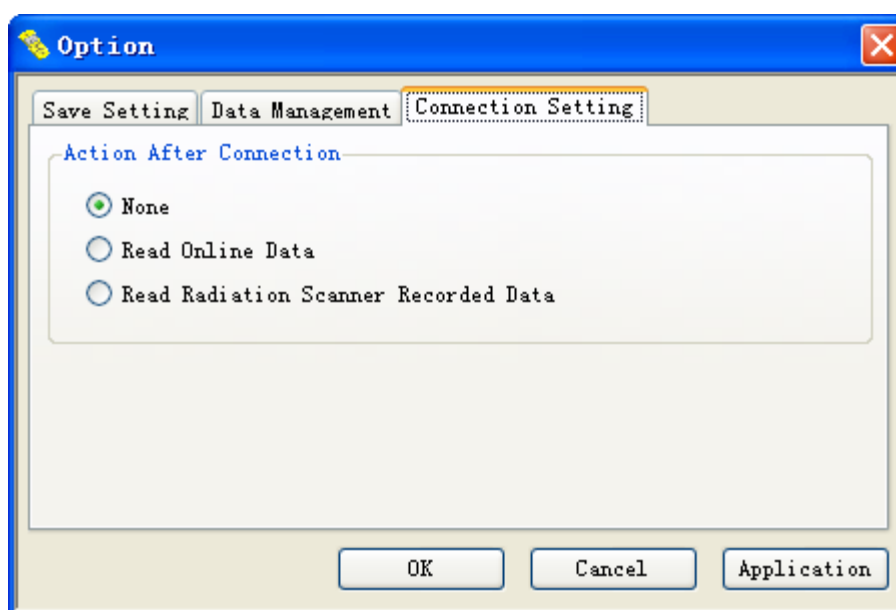 Option
Save Setting Data Management Connection Setting
Action After Connection
None
Read Online Data
Read Radiation Scanner Recorded Data
OK Cancel Application